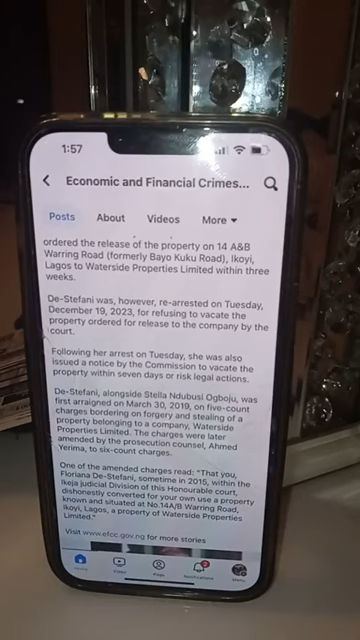 1:57
Economic and Financial Crimes...
Posts About Videos More
ordered the release of the property on 14 A&B
Warring Road (formerly Bayo Kuku Road), Ikoyi,
Lagos to Waterside Properties Limited within three
weeks.
De-Stefani was, however, re-arrested on Tuesday,
December 19, 2023, for refusing to vacate the
property ordered for release to the company by the
court.
Following her arrest on Tuesday, she was also
issued a notice by the Commission to vacate the
property within seven days or risk legal actions.
De-Stefani, alongside Stella Ndubusi Ogboju, was
first arraigned on March 30, 2019, on five-count
charges bordering on forgery and stealing of a
property belonging to a company, Waterside
Properties Limited. The charges were later
amended by the prosecution counsel, Ahmed
Yerima, to six-count charges.
One of the amended charges read: "That you,
Floriana De-Stefani, sometime in 2015, within the
Ikeja judicial Division of this Honourable court,
dishonestly converted for your own use a property
known and situated at No.14A/B Warring Road,
Ikoyi, Lagos, a property of Waterside Properties
Limited."
Visit www.efcc.gov.ng for more stories
Home Video Page Notifications Menu